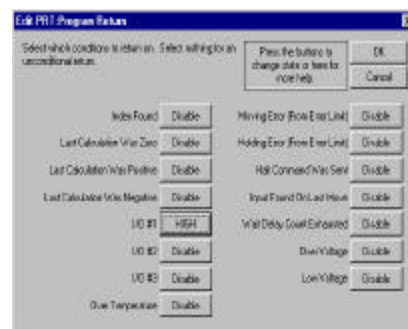 Edit PRT:Program Return
Select which conditions to return on. Select nothing for an
unconditional return.
Press the buttons to
change state or here for
more help.
OK
Cancel
Index Found Disable
Last Calculation Was Zero Disable
Last Calculation Was Positive Disable
Last Calculation Was Negative Disable
I/O #1 HIGH
I/O #2 Disable
I/O #3 Disable
Over Temperature Disable
Moving Error (From Error Limit) Disable
Holding Error (From Error Limit) Disable
Halt Command Was Sent Disable
Input Found On Last Move Disable
Wait Delay Count Exhausted Disable
Over Voltage Disable
Low Voltage Disable